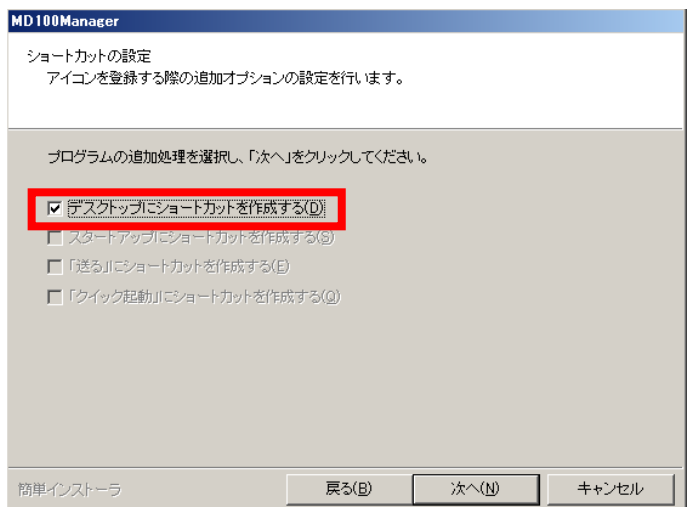 MD100Manager
ショートカットの設定
アイコンを登録する際の追加オプションの設定を行います。
プログラムの追加処理を選択し、「次へ」をクリックしてください。
デスクトップにショートカットを作成する(D)
スタートアップにショートカットを作成する(S)
「送る」にショートカットを作成する(E)
「クイック起動」にショートカットを作成する(Q)
簡単インストーラ
戻る(B)
次へ(N)
キャンセル